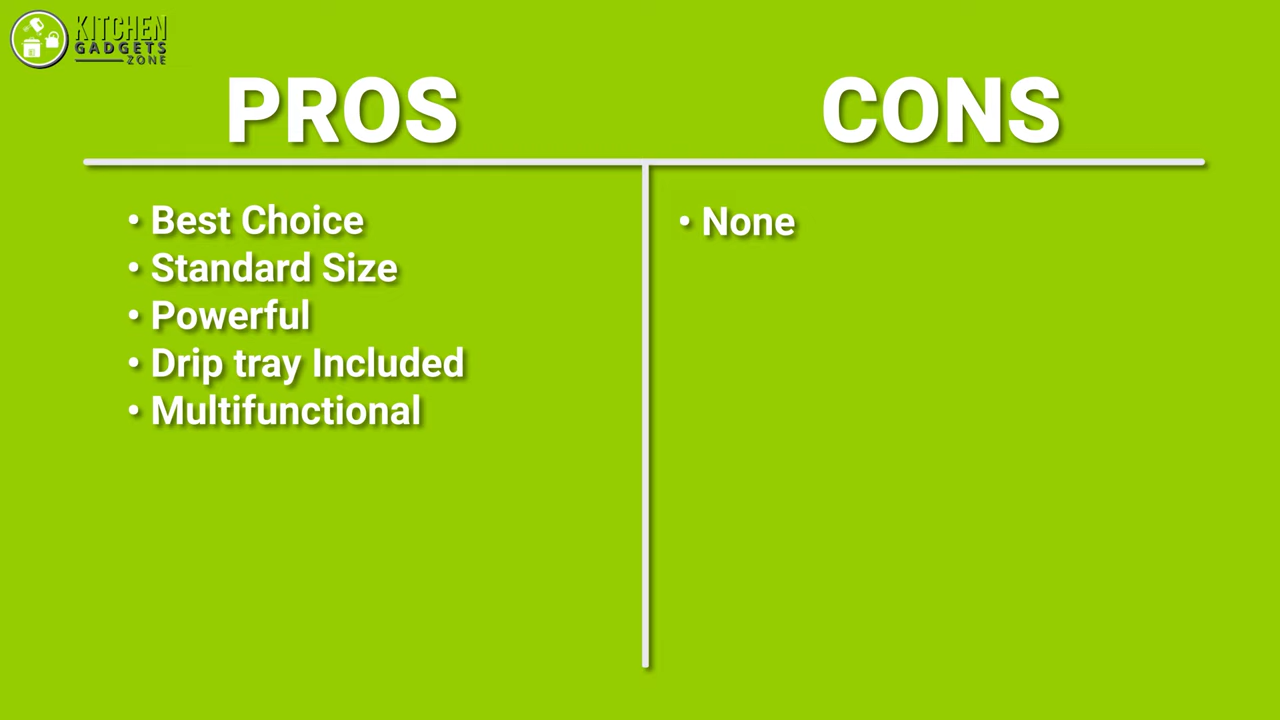 KITCHEN
GADGETS
ZONE
PROS
CONS
• Best Choice
• Standard Size
• Powerful
• Drip tray Included
• Multifunctional
• None